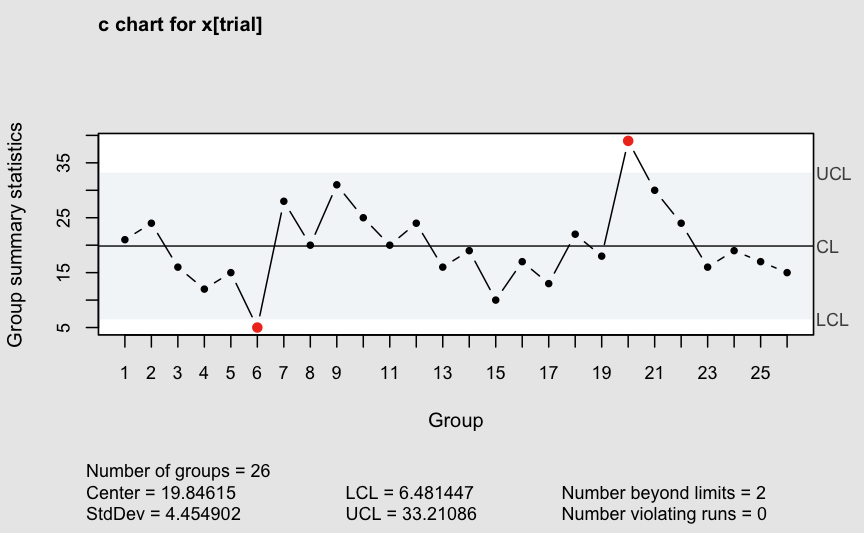 c chart for x[trial]
Group summary statistics
35
25
15
5
UCL
CL
LCL
1 2 3 4 5 6 7 8 9 11 13 15 17 19 21 23 25
Group
Number of groups = 26
Center = 19.84615 LCL = 6.481447 Number beyond limits = 2
StdDev = 4.454902 UCL = 33.21086 Number violating runs = 0